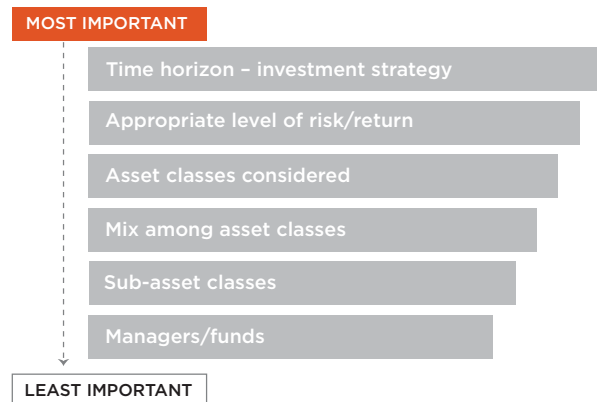 MOST IMPORTANT
Time horizon – investment strategy
Appropriate level of risk/return
Asset classes considered
Mix among asset classes
Sub-asset classes
Managers/funds
LEAST IMPORTANT